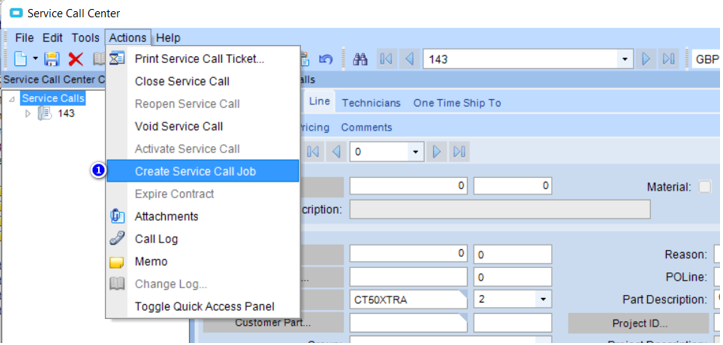 Service Call Center
File Edit Tools Actions Help
143
GBP
Service Call Center C
lls
Service Calls
143
Print Service Call Ticket...
Close Service Call
Reopen Service Call
Void Service Call
Activate Service Call
1 Create Service Call Job
Expire Contract
Attachments
Call Log
Memo
Change Log...
Toggle Quick Access Panel
Line Technicians One Time Ship To
ricing Comments
0
0 0 Material:
cription:
0 0 Reason:
0 POLine:
CT50XTRA 2 Part Description:
Customer Part... Project ID...